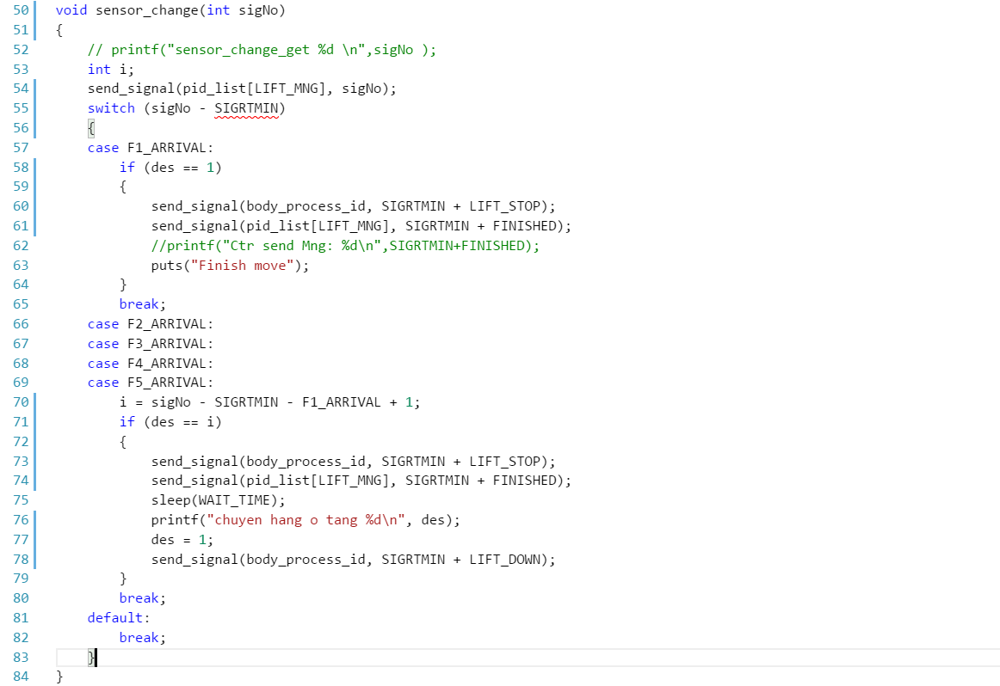 50 void sensor_change(int sigNo)
51 {
52     // printf("sensor_change_get %d \n",sigNo );
53     int i;
54     send_signal(pid_list[LIFT_MNG], sigNo);
55     switch (sigNo - SIGRTMIN)
56     {
57     case F1_ARRIVAL:
58         if (des == 1)
59         {
60             send_signal(body_process_id, SIGRTMIN + LIFT_STOP);
61             send_signal(pid_list[LIFT_MNG], SIGRTMIN + FINISHED);
62             //printf("Ctr send Mng: %d\n",SIGRTMIN+FINISHED);
63             puts("Finish move");
64         }
65         break;
66     case F2_ARRIVAL:
67     case F3_ARRIVAL:
68     case F4_ARRIVAL:
69     case F5_ARRIVAL:
70         i = sigNo - SIGRTMIN - F1_ARRIVAL + 1;
71         if (des == i)
72         {
73             send_signal(body_process_id, SIGRTMIN + LIFT_STOP);
74             send_signal(pid_list[LIFT_MNG], SIGRTMIN + FINISHED);
75             sleep(WAIT_TIME);
76             printf("chuyen hang o tang %d\n", des);
77             des = 1;
78             send_signal(body_process_id, SIGRTMIN + LIFT_DOWN);
79         }
80         break;
81     default:
82         break;
83     }
84 }